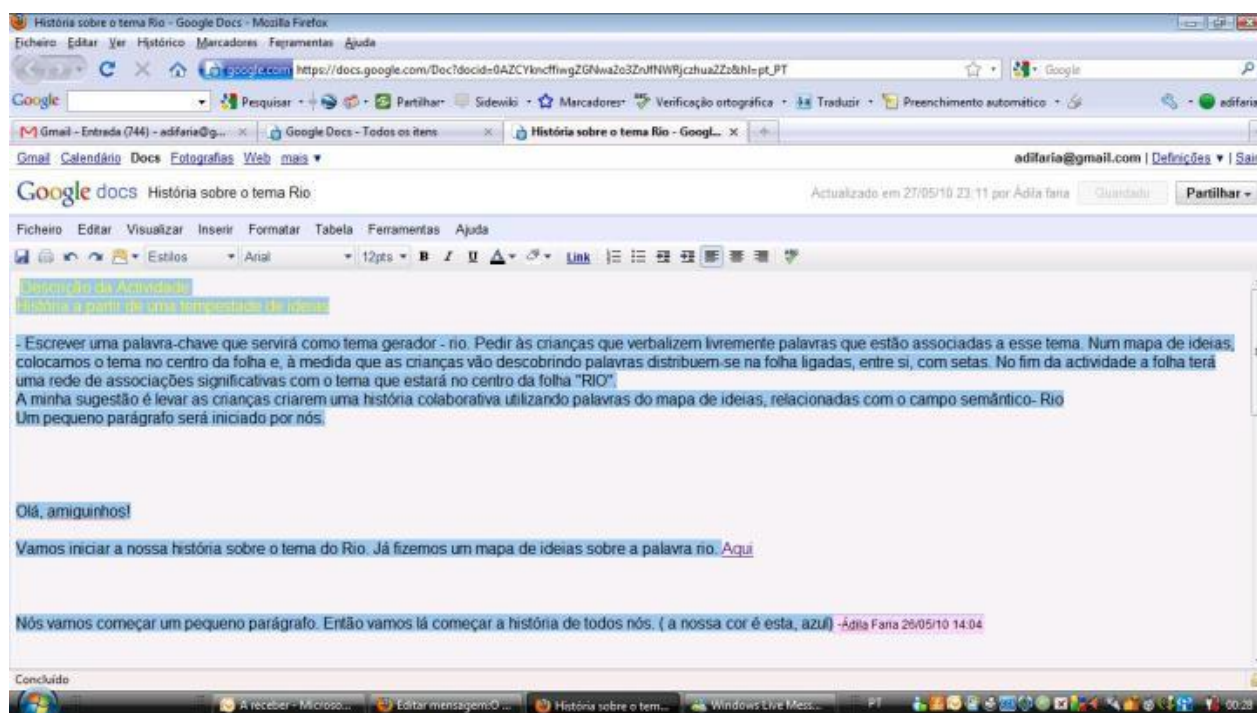 História sobre o tema Rio - Google Docs - Mozilla Firefox
Ficheiro Editar Ver Histórico Marcadores Ferramentas Ajuda
google.com https://docs.google.com/Doc?docid= &hl=pt_PT Google
Google Pesquisar Partilhar Sidewiki Marcadores Verificação ortográfica Traduzir Preenchimento automático adifaria
Gmail - Entrada (744) - adifaria@g... Google Docs - Todos os itens História sobre o tema Rio - Googl...
Gmail Calendário Docs Fotografias Web mais ▼ adifaria@gmail.com | Definições ▼ | Sair
Google docs História sobre o tema Rio Actualizado em 27/05/10 23:11 por Ádila faria Guardado Partilhar
Ficheiro Editar Visualizar Inserir Formatar Tabela Ferramentas Ajuda
Estilos Arial 12pts B I U A Link
Descrição da Actividade
História a partir de uma tempestade de ideias
- Escrever uma palavra-chave que servirá como tema gerador - rio. Pedir às crianças que verbalizem livremente palavras que estão associadas a esse tema. Num mapa de ideias,
colocamos o tema no centro da folha e, à medida que as crianças vão descobrindo palavras distribuem-se na folha ligadas, entre si, com setas. No fim da actividade a folha terá
uma rede de associações significativas com o tema que estará no centro da folha "RIO".
A minha sugestão é levar as crianças criarem uma história colaborativa utilizando palavras do mapa de ideias, relacionadas com o campo semântico- Rio
Um pequeno parágrafo será iniciado por nós.
Olá, amiguinhos!
Vamos iniciar a nossa história sobre o tema do Rio. Já fizemos um mapa de ideias sobre a palavra rio. Aqui
Nós vamos começar um pequeno parágrafo. Então vamos lá começar a história de todos nós. ( a nossa cor é esta, azul) -Ádila Faria 26/05/10 14:04
Concluído
A receber - Microso... Editar mensagem:O ... História sobre o tem... Windows Live Mess... PT 00:29